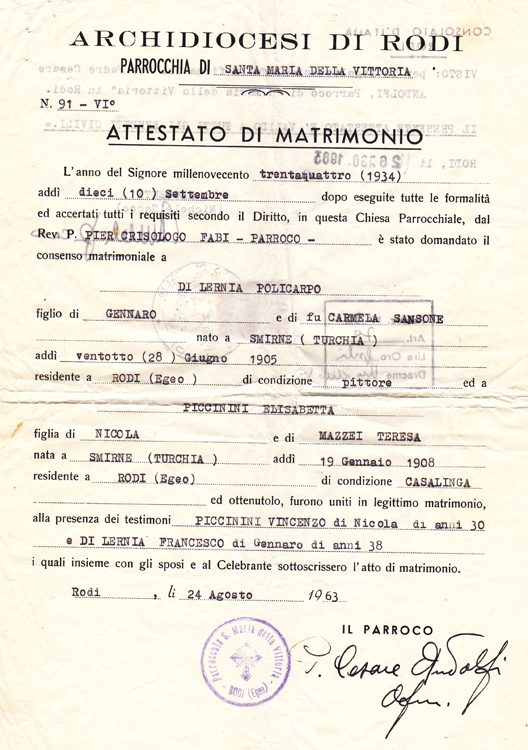 ARCHIDIOCESI DI RODI
PARROCCHIA DI SANTA MARIA DELLA VITTORIA
N. 91 - VIº
ATTESTATO DI MATRIMONIO
L'anno del Signore millenovecento trentaquattro (1934)
addì dieci (10) Settembre dopo eseguite tutte le formalità
ed accertati tutti i requisiti secondo il Diritto, in questa Chiesa Parrocchiale, dal
Rev. P. PIER CRISOLOGO FABI - PARROCO - è stato domandato il
consenso matrimoniale a
DI LERNIA POLICARPO
figlio di GENNARO e di fu CARMELA SANSONE
nato a SMIRNE ( TURCHIA )
addì ventotto (28) Giugno 1905
residente a RODI (Egeo) di condizione pittore ed a
PICCININI ELISABETTA
figlia di NICOLA e di MAZZEI TERESA
nata a SMIRNE (TURCHIA ) addì 19 Gennaio 1908
residente a RODI (Egeo) di condizione CASALINGA
ed ottenutolo, furono uniti in legittimo matrimonio,
alla presenza dei testimoni PICCININI VINCENZO di Nicola di anni 30
e DI LERNIA FRANCESCO di Gennaro di anni 38
i quali insieme con gli sposi e al Celebrante sottoscrissero l'atto di matrimonio.
Rodi , li 24 Agosto 1963
IL PARROCO
P. Cesare Andolfi
Ofm.
Parrocchia S. Maria della Vittoria
- RODI (Egeo) -